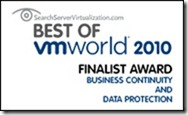 SearchServerVirtualization.com
BEST OF
vmworld® 2010
FINALIST AWARD
BUSINESS CONTINUITY
AND
DATA PROTECTION